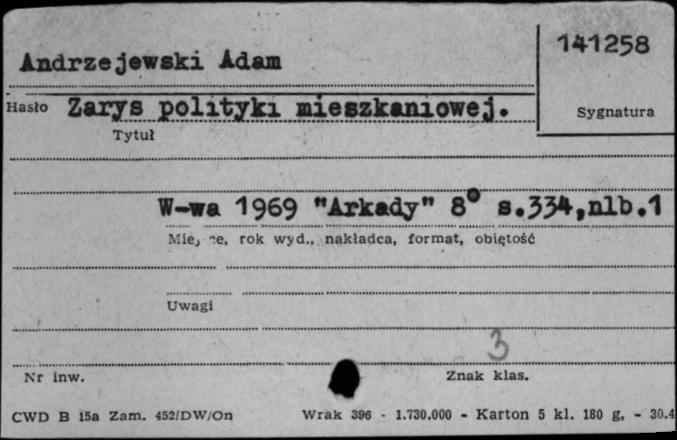 141258
Andrzejewski Adam
Hasło Zarys polityki mieszkaniowej. Sygnatura
Tytuł
W-wa 1969 "Arkady" 8° s.334,nlb.1
rok wyd., nakładca, format, objętość
Uwagi
3
Nr inw. Znak klas.
CWD B 15a Zam. 452/DW/On Wrak 396 - 1.730.000 - Karton 5 kl. 180 g, - 30.4